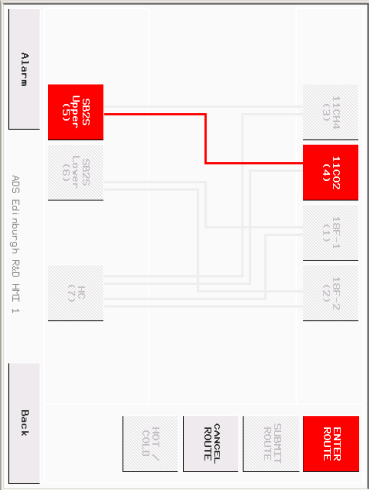 11CH4
(3)
11CO2
(4)
18F-1
(1)
18F-2
(2)
ENTER
ROUTE
SUBMIT
ROUTE
CANCEL
ROUTE
HOT /
COLD
SB2S
Upper
(5)
SB2S
Lower
(6)
HC
(7)
Alarm
ADS Edinburgh R&D HMI 1
Back